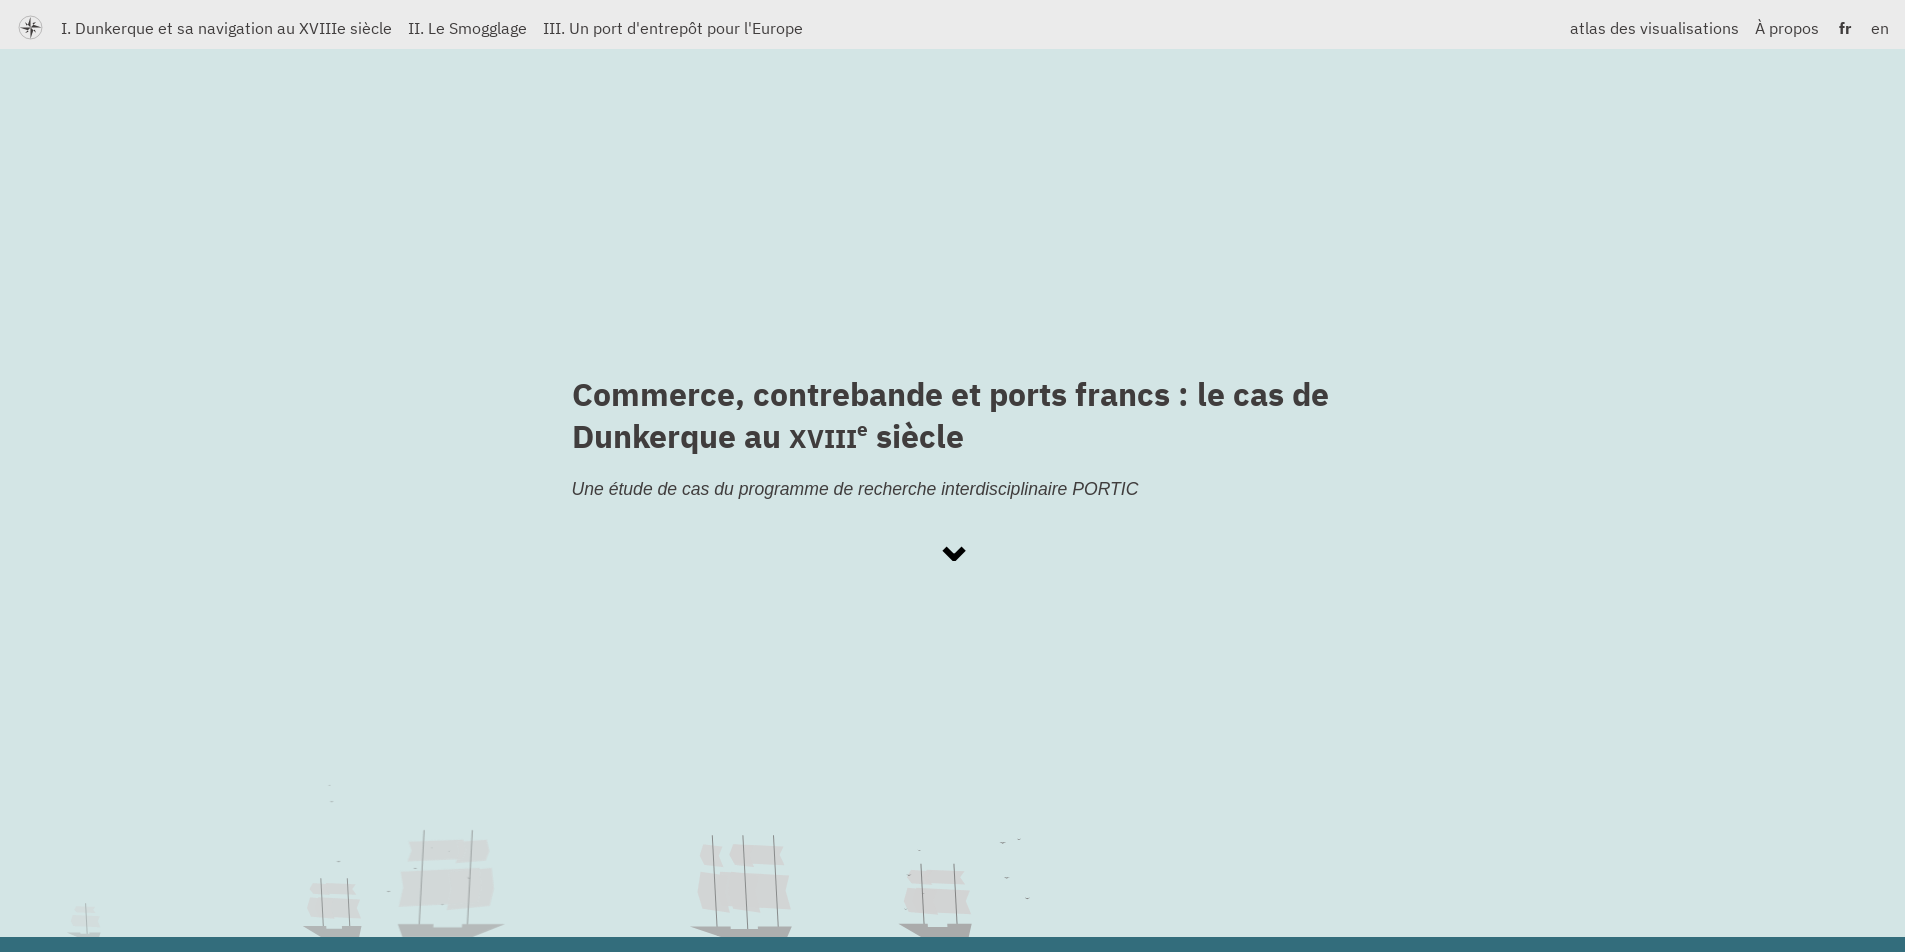 I. Dunkerque et sa navigation au XVIIIe siècle II. Le Smogglage III. Un port d'entrepôt pour l'Europe atlas des visualisations À propos fr en
Commerce, contrebande et ports francs : le cas de
Dunkerque au XVIIIe siècle
Une étude de cas du programme de recherche interdisciplinaire PORTIC